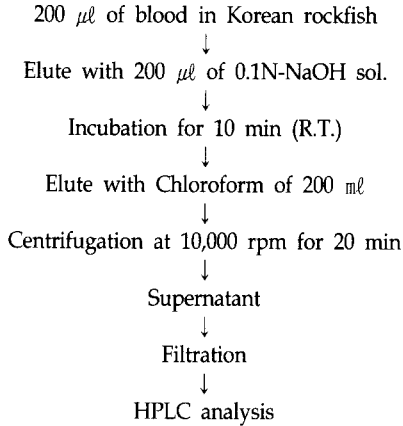 200 ㎕ of blood in Korean rockfish
↓
Elute with 200 ㎕ of 0.1N-NaOH sol.
↓
Incubation for 10 min (R.T.)
↓
Elute with Chloroform of 200 ㎖
↓
Centrifugation at 10,000 rpm for 20 min
↓
Supernatant
↓
Filtration
↓
HPLC analysis